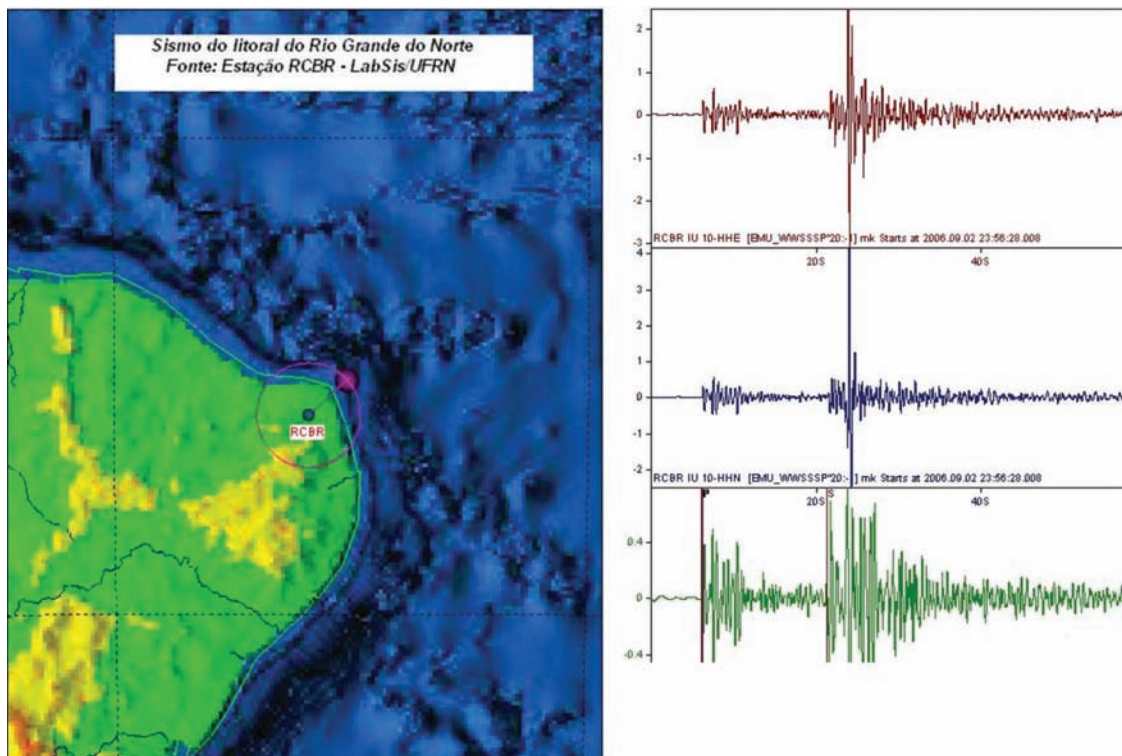 Sismo do litoral do Rio Grande do Norte
Fonte: Estação RCBR - LabSis/UFRN
RCBR
2
1
0
-1
-2
-3
RCBR IU 10-HHE [EMU_WWSSSP"20:-1] mk Starts at 2006.09.02 23:56:28.008
4
20S
40S
3
2
1
0
-1
-2
RCBR IU 10-HHN [EMU_WWSSSP"20:- ] mk Starts at 2006.09.02 23:56:28.008
20S
S
40S
0.4
0
-0.4